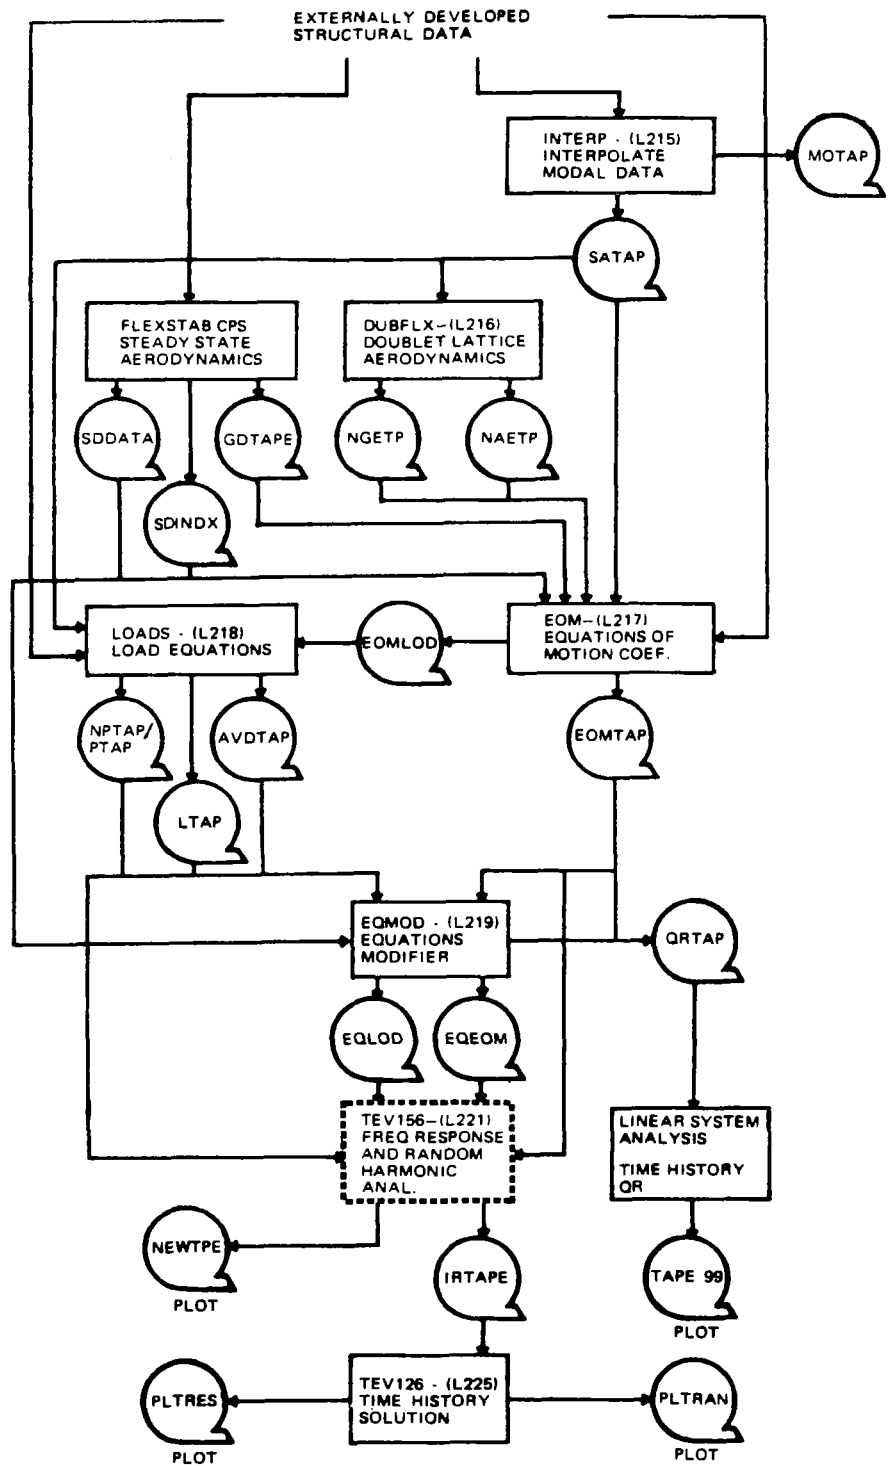 EXTERNALLY DEVELOPED
STRUCTURAL DATA
INTERP - (L215)
INTERPOLATE
MODAL DATA
MOTAP
SATAP
FLEXSTAB CPS
STEADY STATE
AERODYNAMICS
DUBFLX-(L216)
DOUBLET LATTICE
AERODYNAMICS
SDDATA
GDTAPE
NGETP
NAETP
SDINDX
LOADS - (L218)
LOAD EQUATIONS
EOMLOD
EOM-(L217)
EQUATIONS OF
MOTION COEF.
NPTAP/
PTAP
AVDTAP
EOMTAP
LTAP
EQMOD - (L219)
EQUATIONS
MODIFIER
QRTAP
EQLOD
EQEOM
TEV156-(L221)
FREQ RESPONSE
AND RANDOM
HARMONIC
ANAL.
LINEAR SYSTEM
ANALYSIS
TIME HISTORY
QR
NEWTPE
PLOT
IRTAPE
TAPE 99
PLOT
PLTRES
PLOT
TEV126 - (L225)
TIME HISTORY
SOLUTION
PLTRAN
PLOT